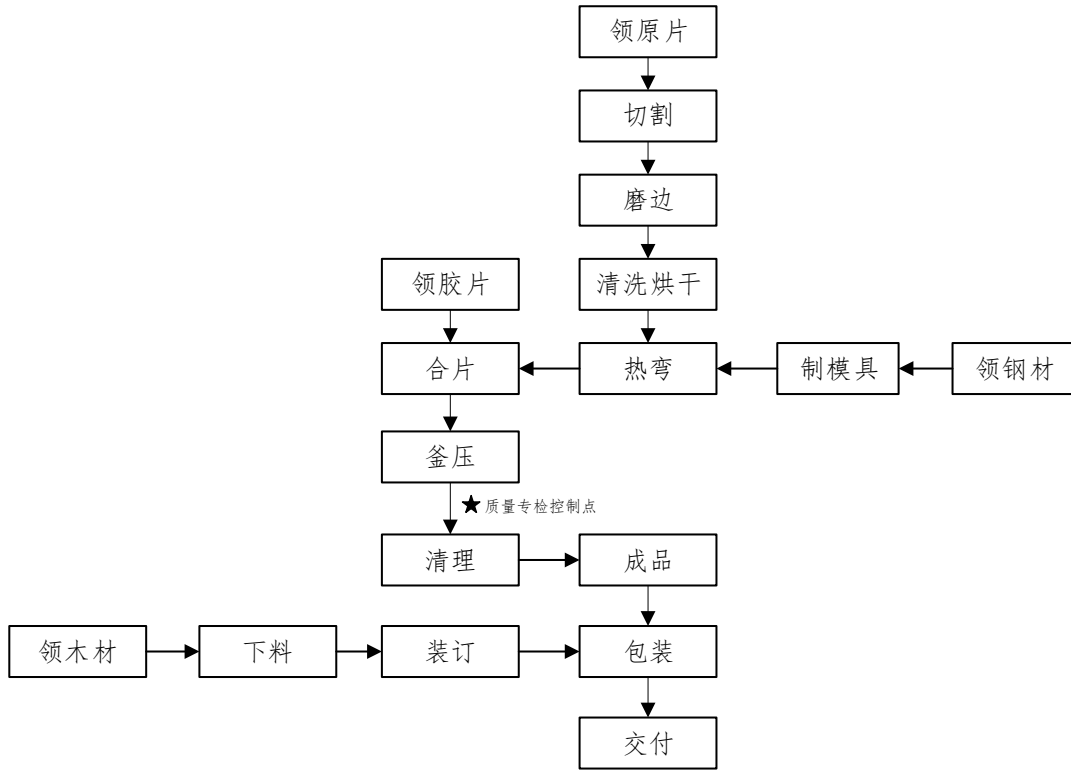 领原片
切割
磨边
领胶片
清洗烘干
合片
热弯
制模具
领钢材
釜压
★ 质量专检控制点
清理
成品
领木材
下料
装订
包装
交付